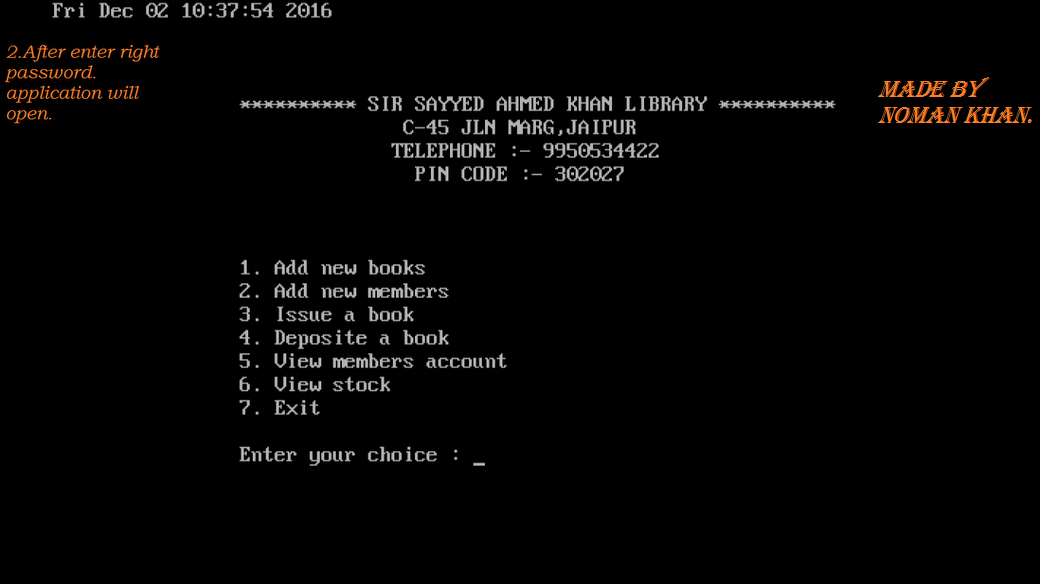 Fri Dec 02 10:37:54 2016
2.After enter right
password.
application will
open.
MADE BY
NOMAN KHAN.
********** SIR SAYYED AHMED KHAN LIBRARY **********
C-45 JLN MARG,JAIPUR
TELEPHONE :- 9950534422
PIN CODE :- 302027
1. Add new books
2. Add new members
3. Issue a book
4. Deposite a book
5. View members account
6. View stock
7. Exit
Enter your choice : _